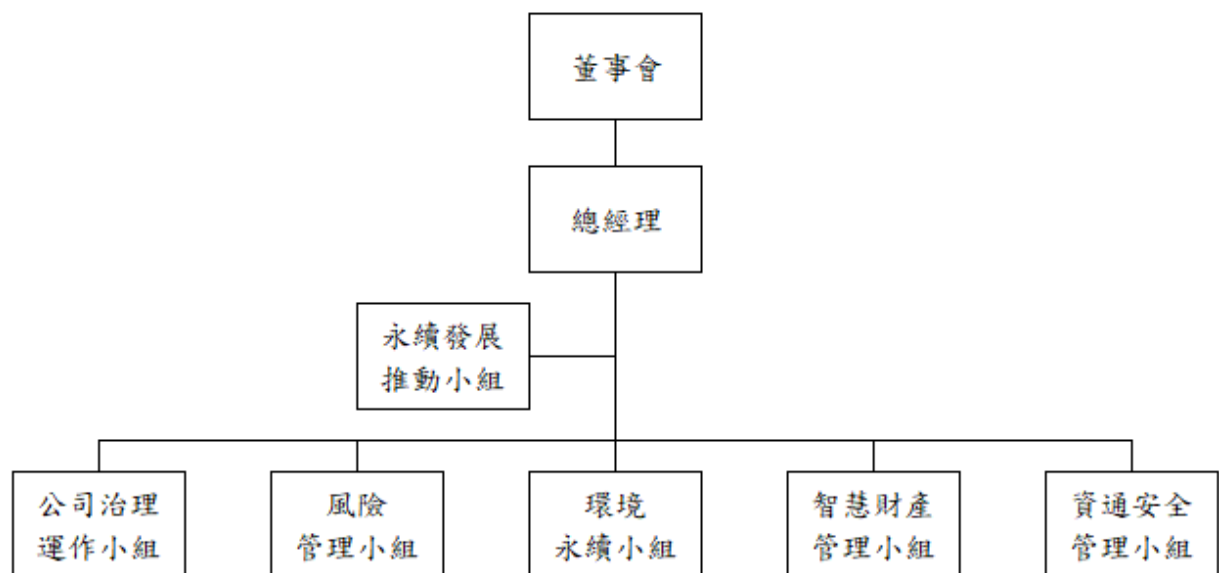 董事會
總經理
永續發展
推動小組
公司治理
運作小組
風險
管理小組
環境
永續小組
智慧財產
管理小組
資通安全
管理小組